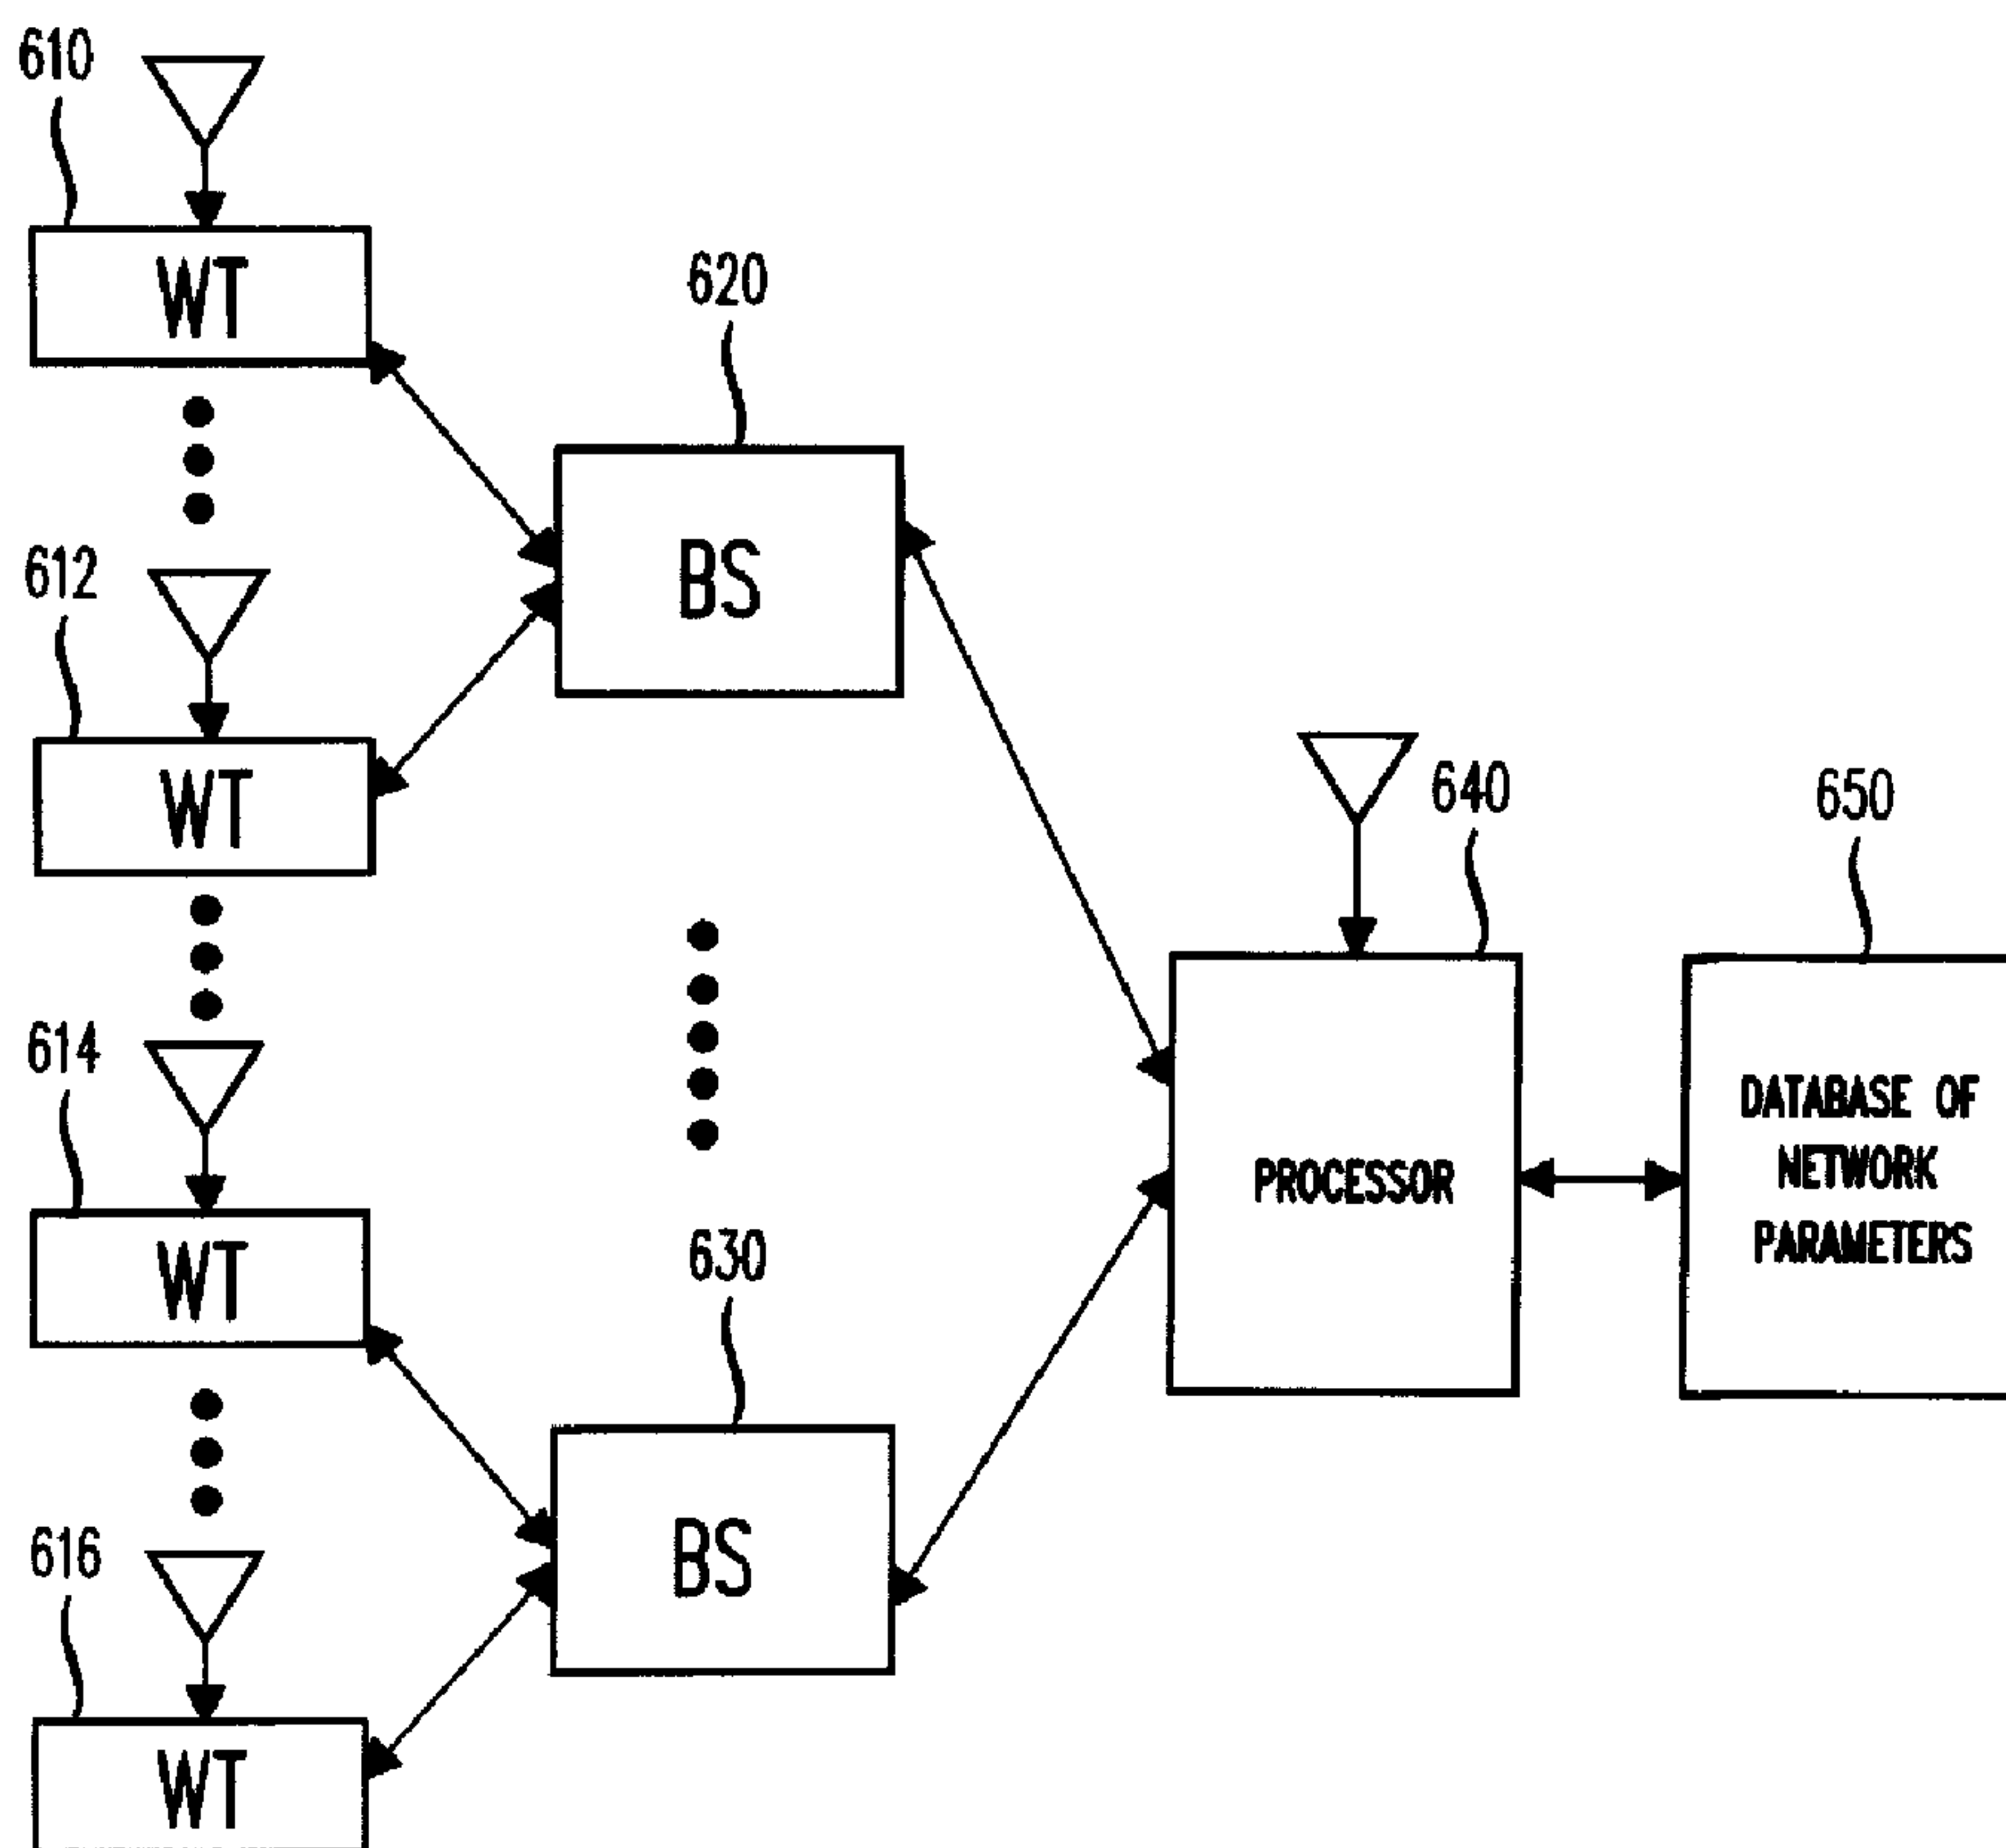 610
WT
620
612
BS
WT
640
650
614
DATABASE OF
NETWORK
PARAMETERS
PROCESSOR
WT
630
616
BS
WT